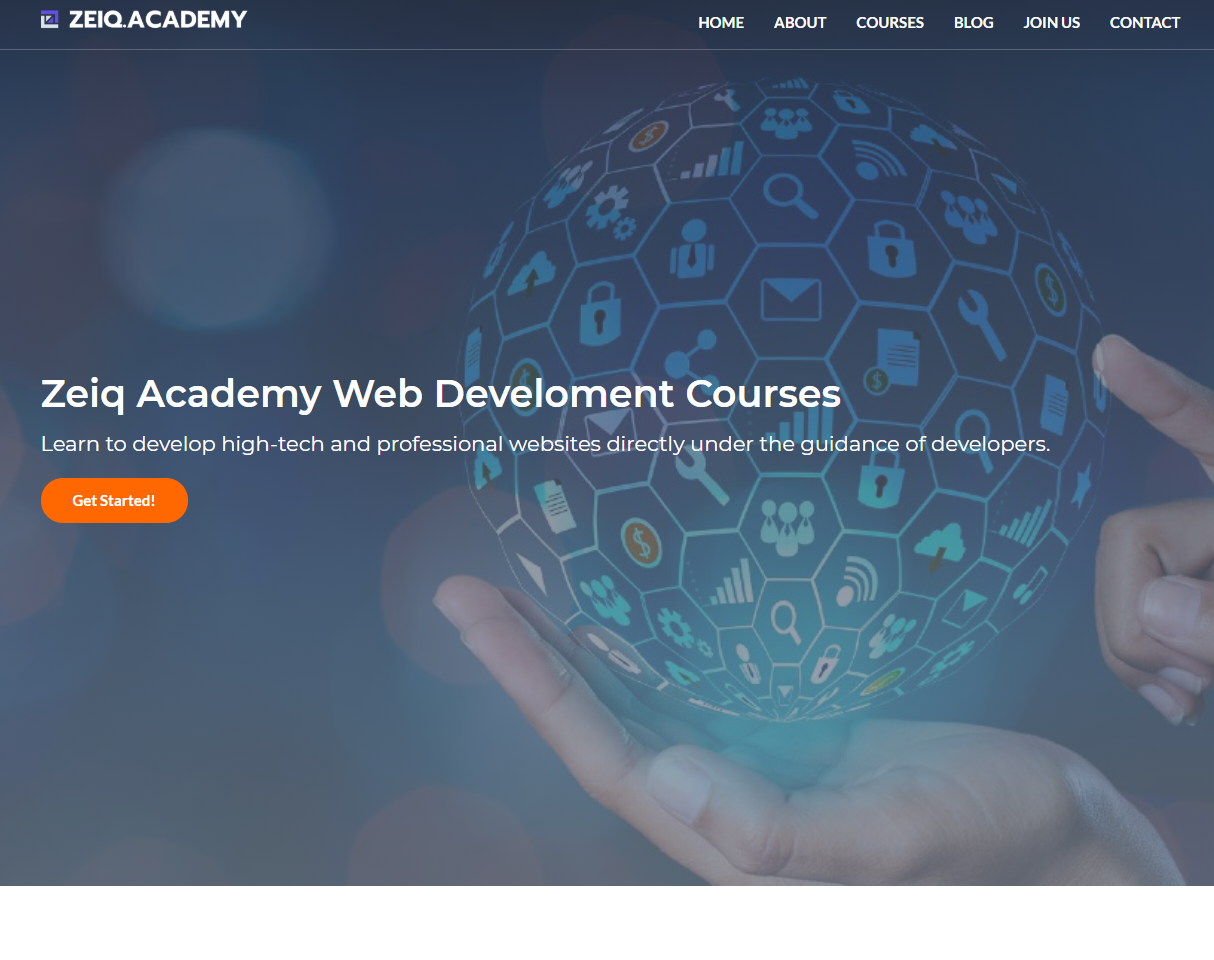 ZEIQ.ACADEMY
HOME ABOUT COURSES BLOG JOIN US CONTACT
Zeiq Academy Web Develoment Courses
Learn to develop high-tech and professional websites directly under the guidance of developers.
Get Started!